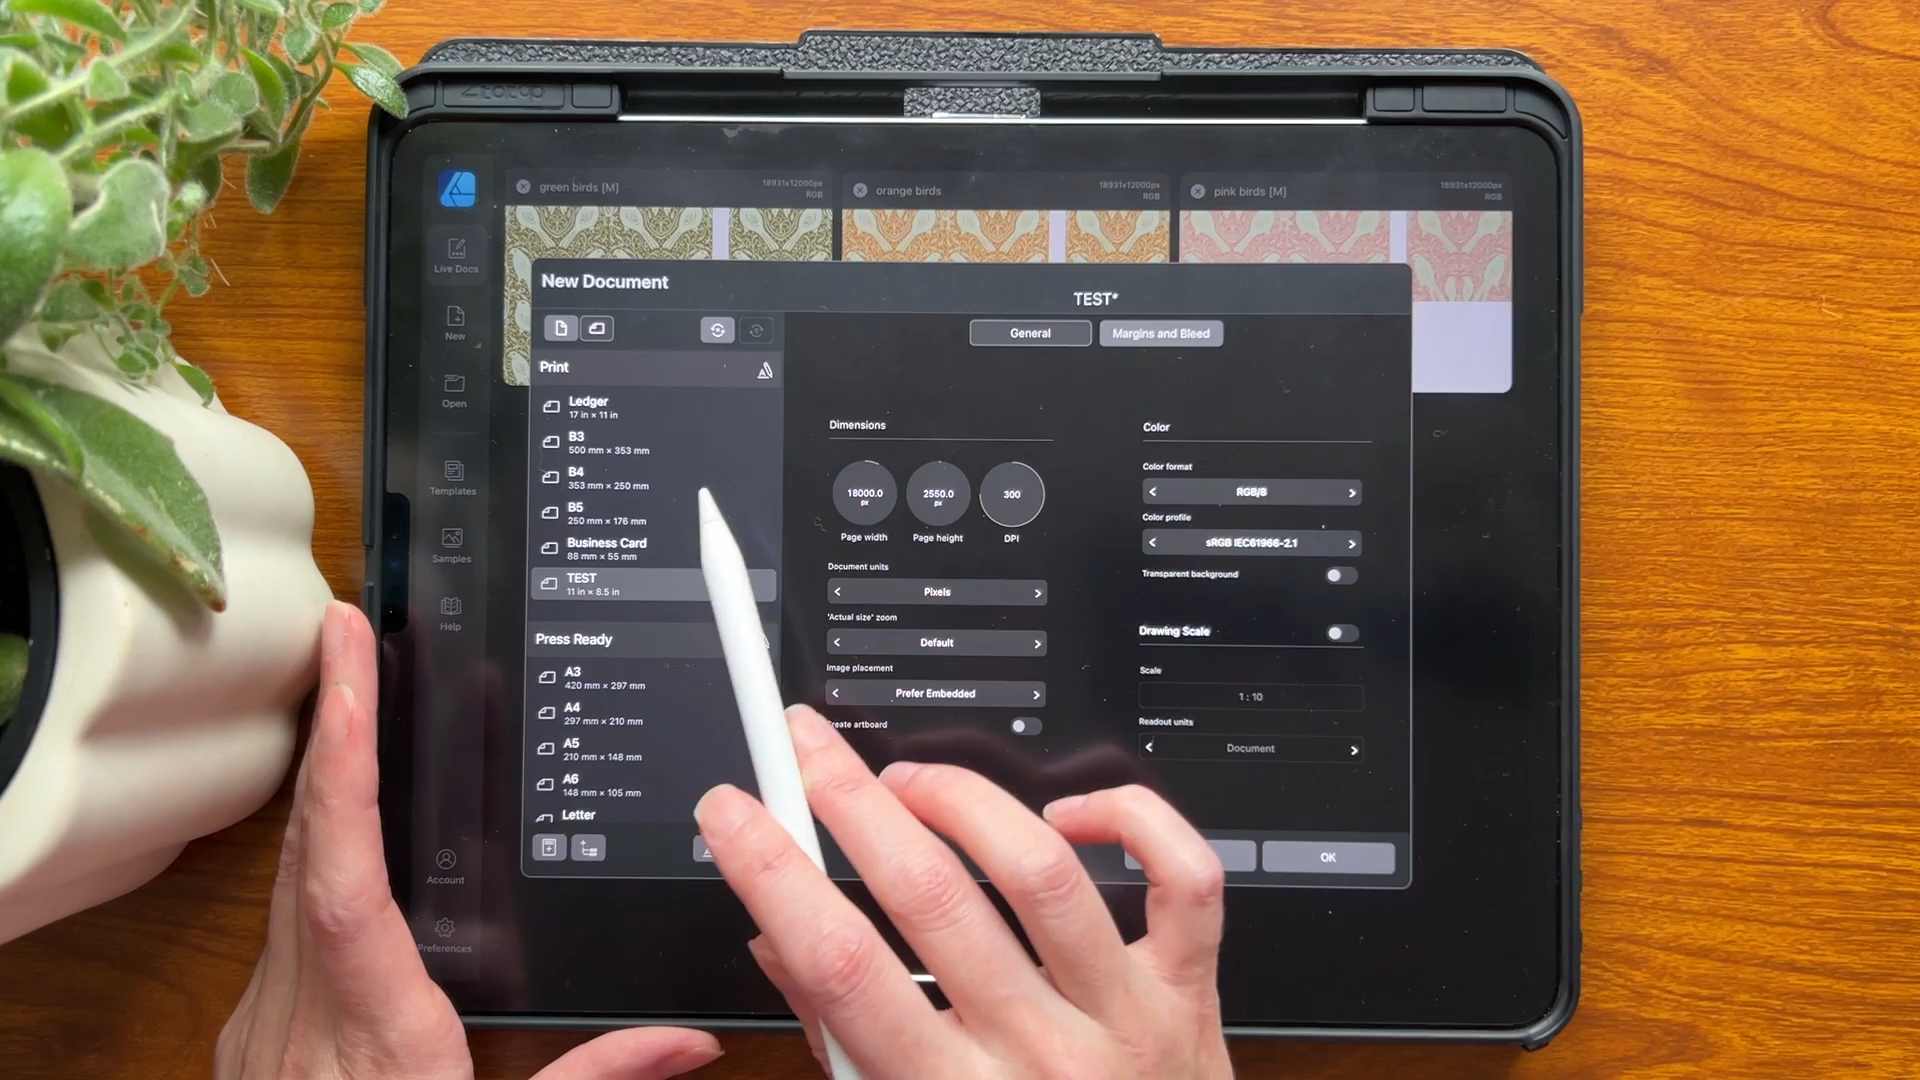 Ztotop
green birds [M]
18931x12000px
RGB
orange birds
18931x12000px
RGB
pink birds [M]
18931x12000px
RGB
Live Docs
New
Open
Templates
Samples
Help
Account
Preferences
New Document
TEST*
General
Margins and Bleed
Print
Ledger
17 in × 11 in
B3
500 mm × 353 mm
B4
353 mm × 250 mm
B5
250 mm × 176 mm
Business Card
88 mm × 55 mm
TEST
11 in × 8.5 in
Press Ready
A3
420 mm × 297 mm
A4
297 mm × 210 mm
A5
210 mm × 148 mm
A6
148 mm × 105 mm
Letter
Dimensions
18000.0
px
2550.0
px
300
Page width
Page height
DPI
Document units
Pixels
'Actual size' zoom
Default
Image placement
Prefer Embedded
Create artboard
Color
Color format
RGB/8
Color profile
sRGB IEC61966-2.1
Transparent background
Drawing Scale
Scale
1 : 10
Readout units
Document
OK